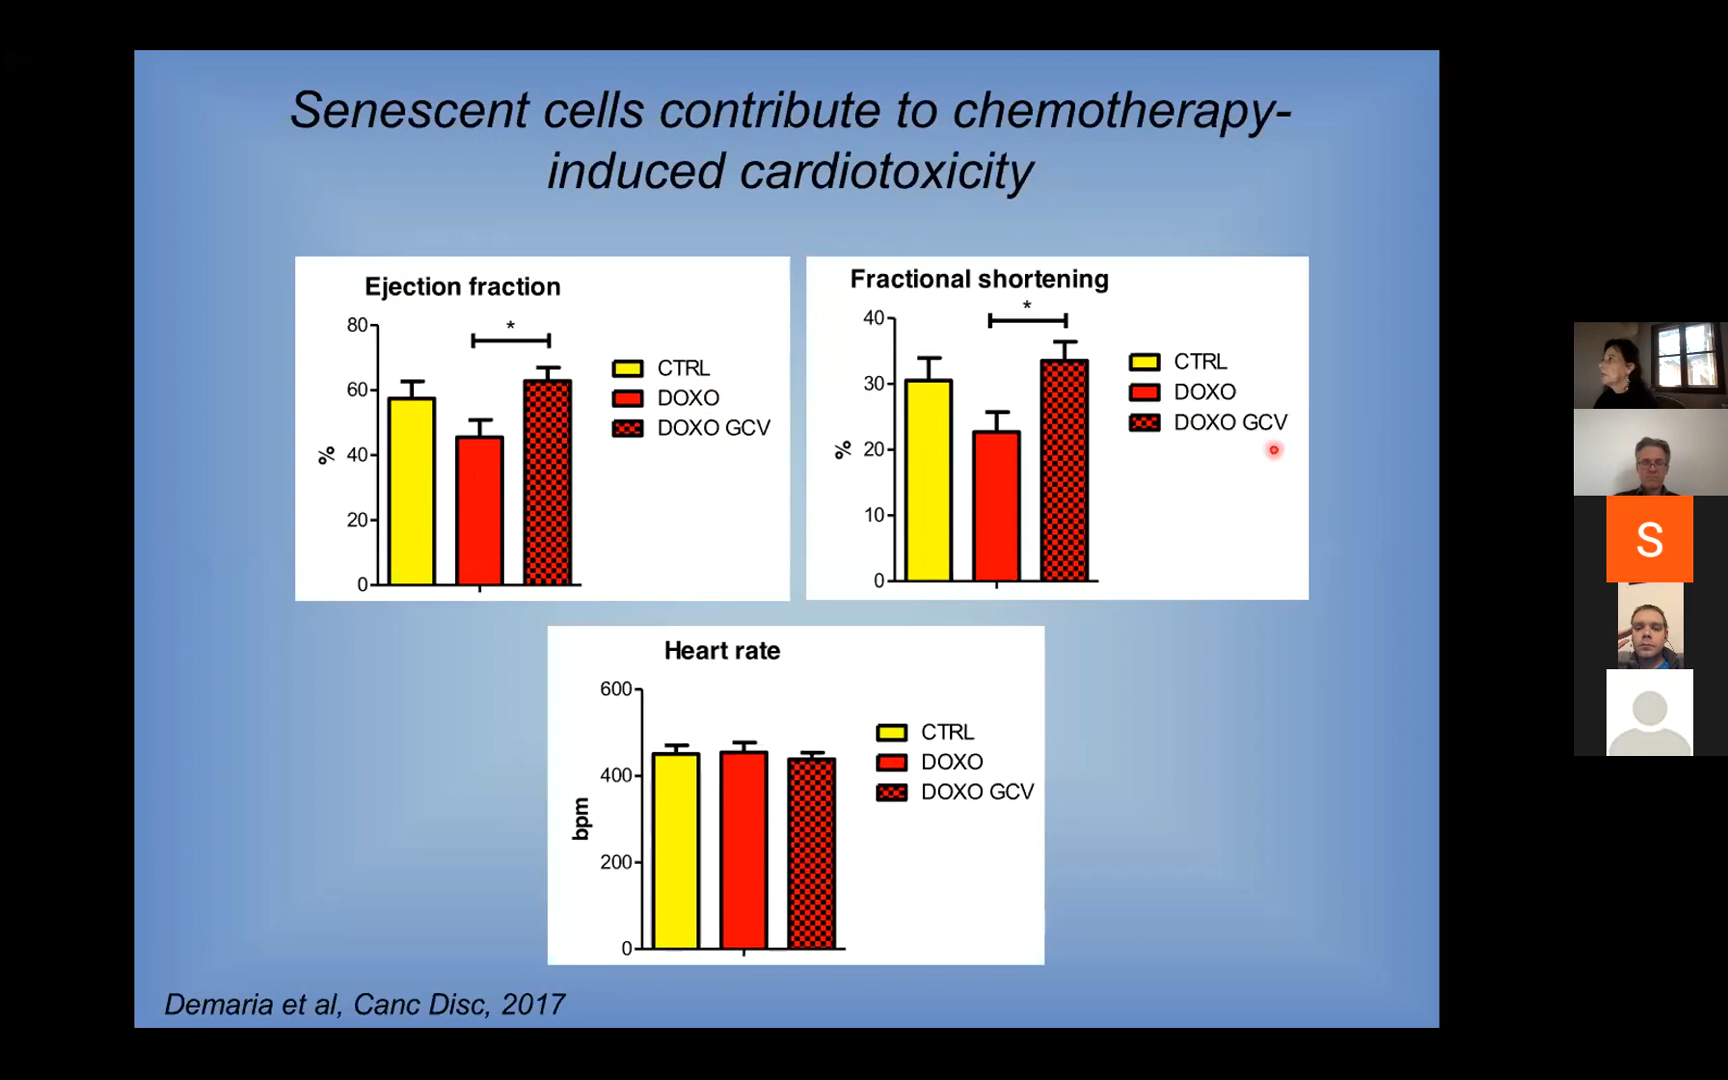 Senescent cells contribute to chemotherapy-
induced cardiotoxicity
Ejection fraction
80
60
40
20
0
%
*
CTRL
DOXO
DOXO GCV
Fractional shortening
40
30
20
10
0
%
*
CTRL
DOXO
DOXO GCV
Heart rate
600
400
200
0
bpm
CTRL
DOXO
DOXO GCV
Demaria et al, Canc Disc, 2017
S